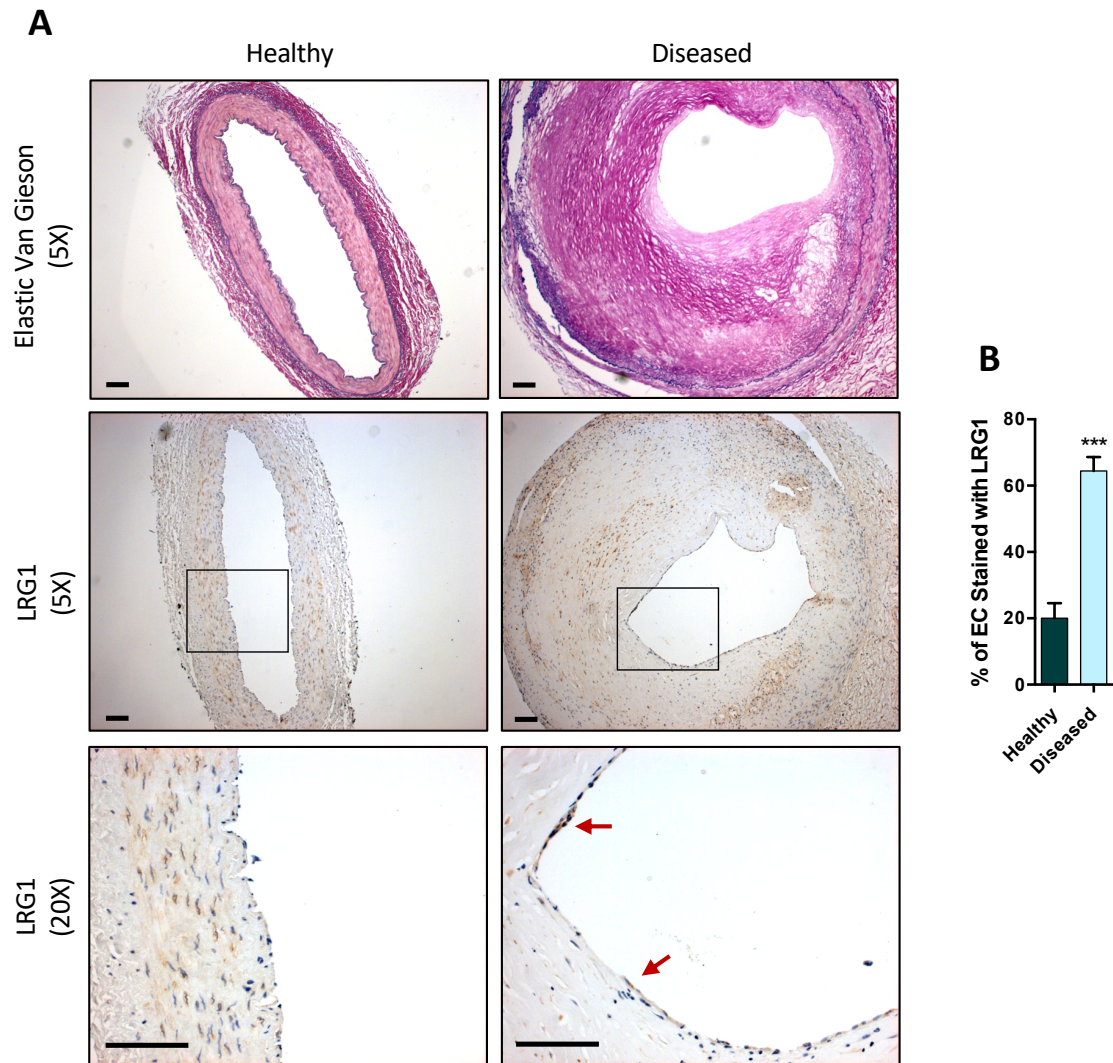 A
Healthy
Diseased
Elastic Van Gieson
(5X)
LRG1
(5X)
LRG1
(20X)
B
% of EC Stained with LRG1
80
60
40
20
0
***
Healthy
Diseased